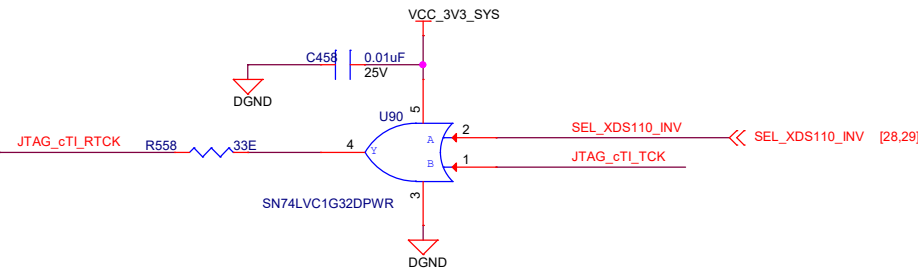 VCC_3V3_SYS
C458 0.01uF
25V
DGND
5
U90
A 2 SEL_XDS110_INV SEL_XDS110_INV [28,29]
JTAG_cTI_RTCK R558 33E 4 Y
B 1 JTAG_cTI_TCK
3
SN74LVC1G32DPWR
DGND